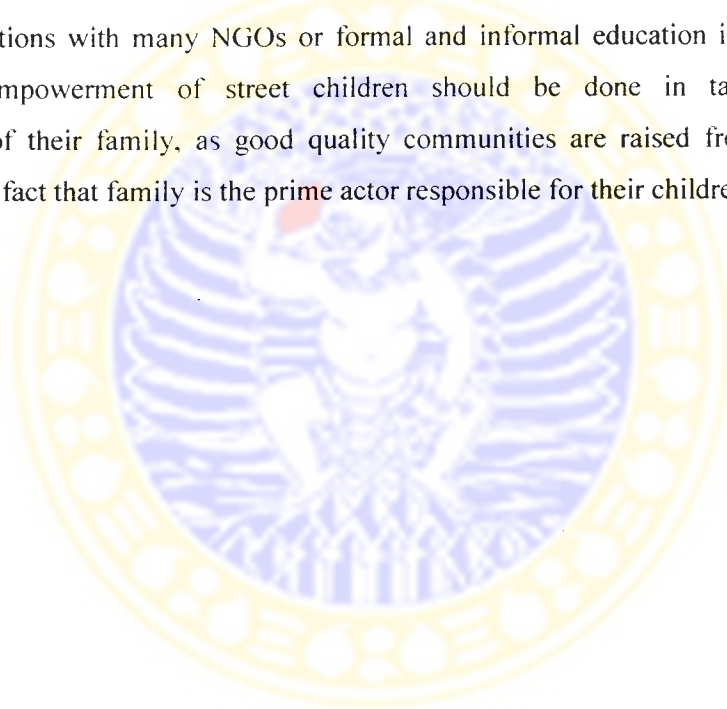 tions with many NGOs or formal and informal education i
mpowerment of street children should be done in ta
of their family, as good quality communities are raised fr
fact that family is the prime actor responsible for their childre